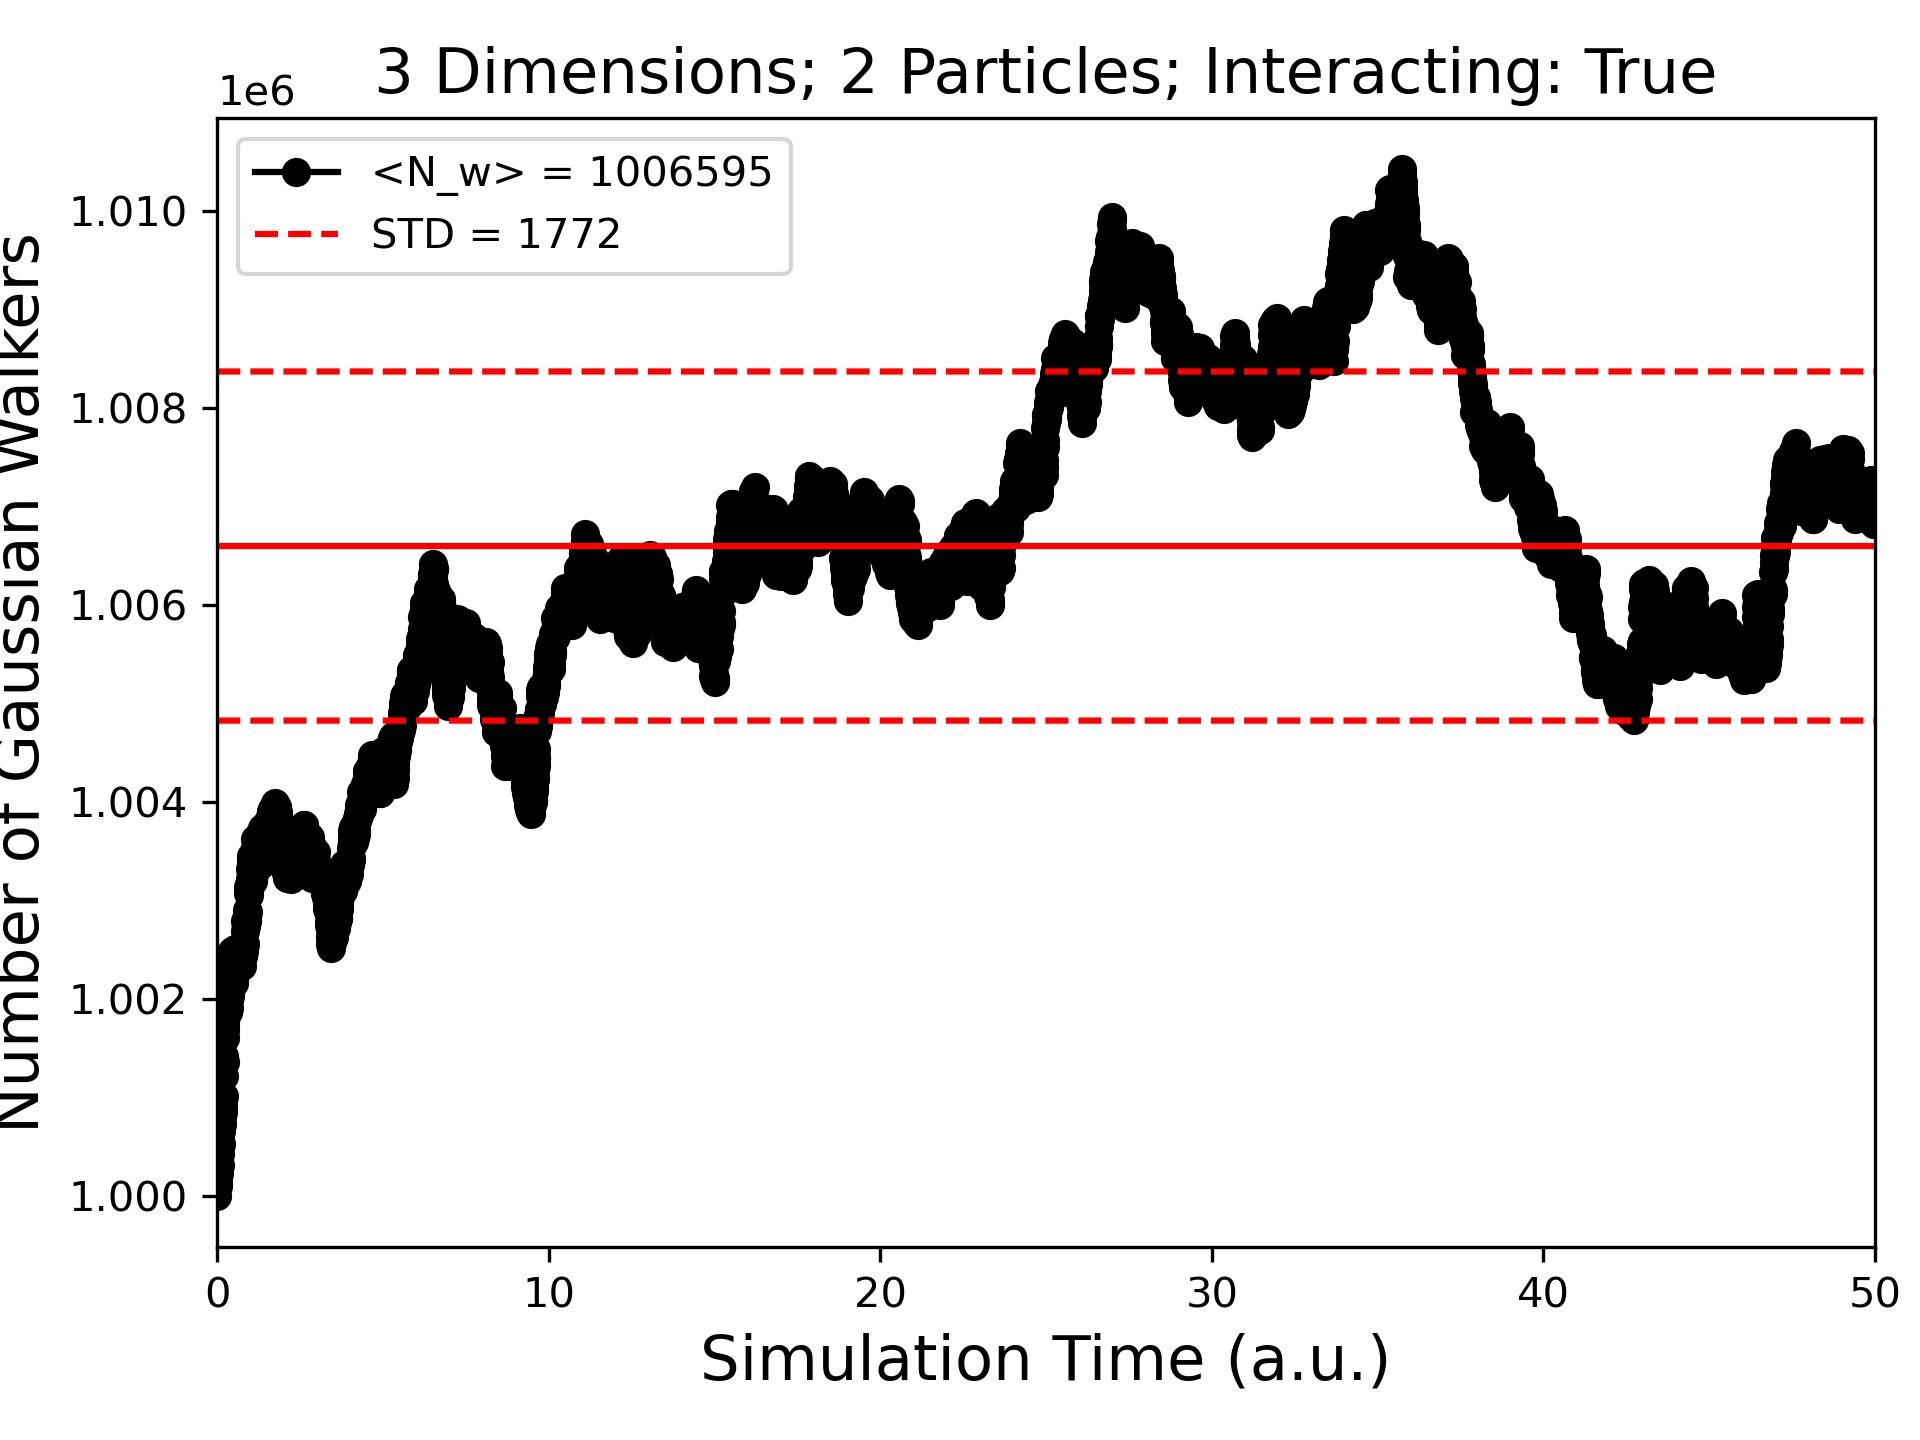 3 Dimensions; 2 Particles; Interacting: True
1e6
<N_w> = 1006595
STD = 1772
Number of Gaussian Walkers
1.010
1.008
1.006
1.004
1.002
1.000
0 10 20 30 40 50
Simulation Time (a.u.)